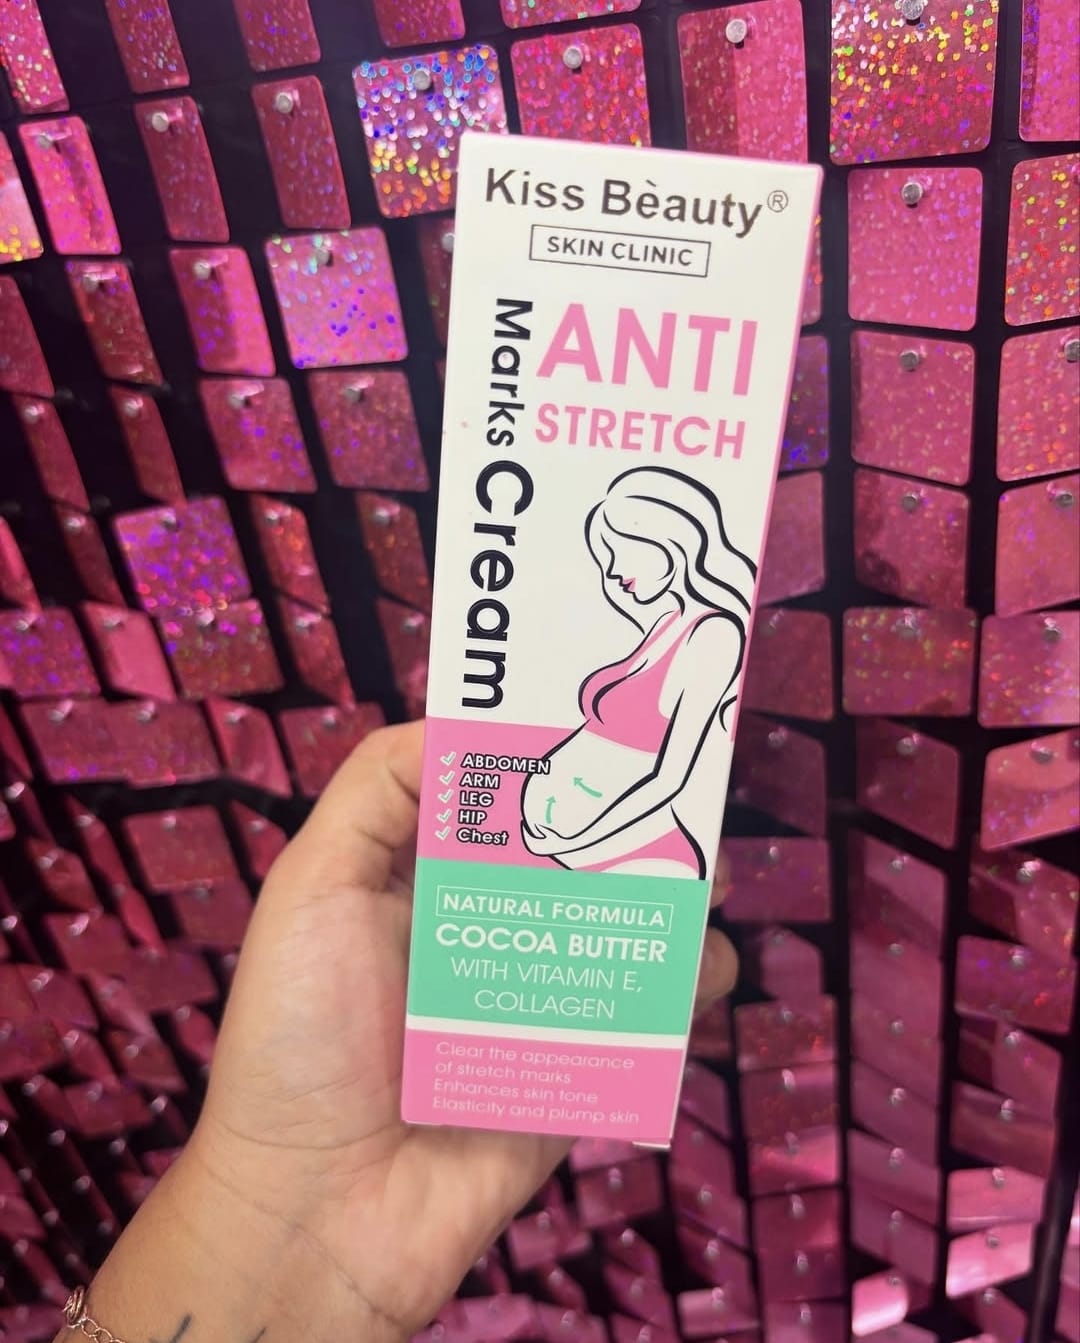 Kiss Bèauty®
SKIN CLINIC
ANTI
STRETCH
Marks Cream
ABDOMEN
ARM
LEG
HIP
Chest
NATURAL FORMULA
COCOA BUTTER
WITH VITAMIN E,
COLLAGEN
Clear the appearance
of stretch marks
Enhances skin tone
Elasticity and plump skin